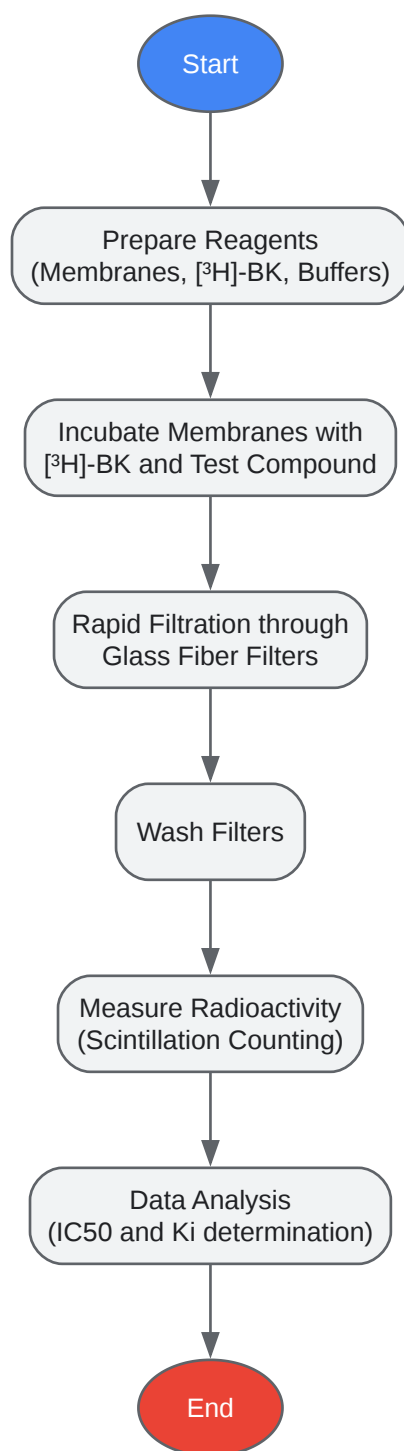 Start
Prepare Reagents
(Membranes, [³H]-BK, Buffers)
Incubate Membranes with
[³H]-BK and Test Compound
Rapid Filtration through
Glass Fiber Filters
Wash Filters
Measure Radioactivity
(Scintillation Counting)
Data Analysis
(IC50 and Ki determination)
End